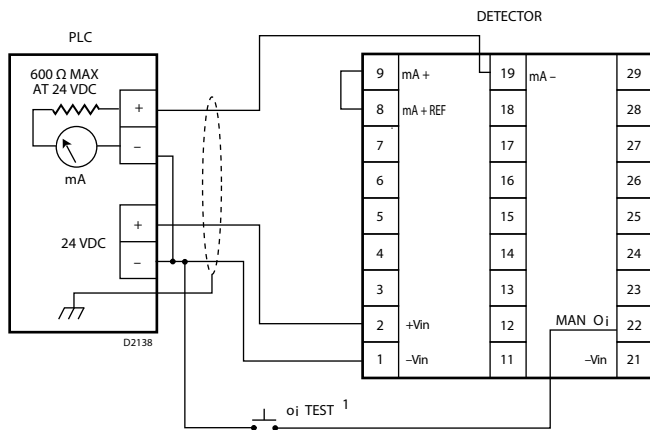 DETECTOR
PLC
600 Ω MAX
AT 24 VDC
+
–
mA
24 VDC
+
–
D2138
9 mA + 19 mA – 29
8 mA + REF 18 28
7 17 27
6 16 26
5 15 25
4 14 24
3 13 23
2 +Vin 12 MAN Oi 22
1 –Vin 11 –Vin 21
oi TEST 1